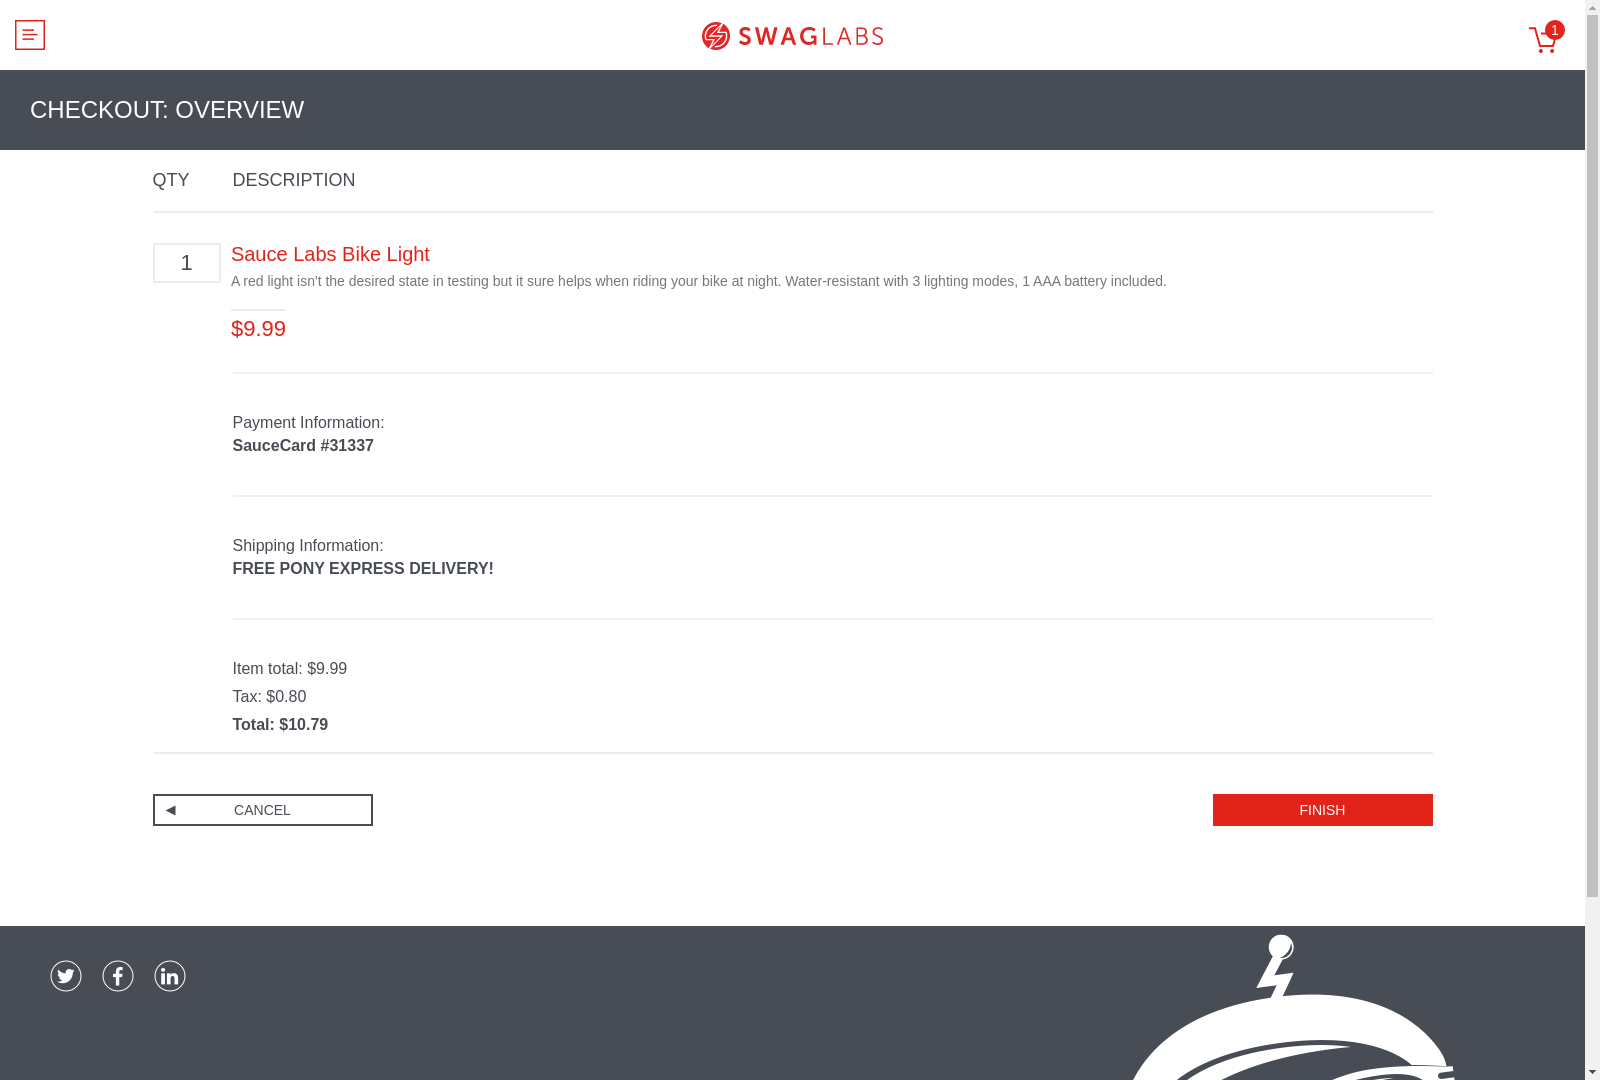 SWAGLABS
1
CHECKOUT: OVERVIEW
QTY DESCRIPTION
1
Sauce Labs Bike Light
A red light isn't the desired state in testing but it sure helps when riding your bike at night. Water-resistant with 3 lighting modes, 1 AAA battery included.
$9.99
Payment Information:
SauceCard #31337
Shipping Information:
FREE PONY EXPRESS DELIVERY!
Item total: $9.99
Tax: $0.80
Total: $10.79
CANCEL
FINISH